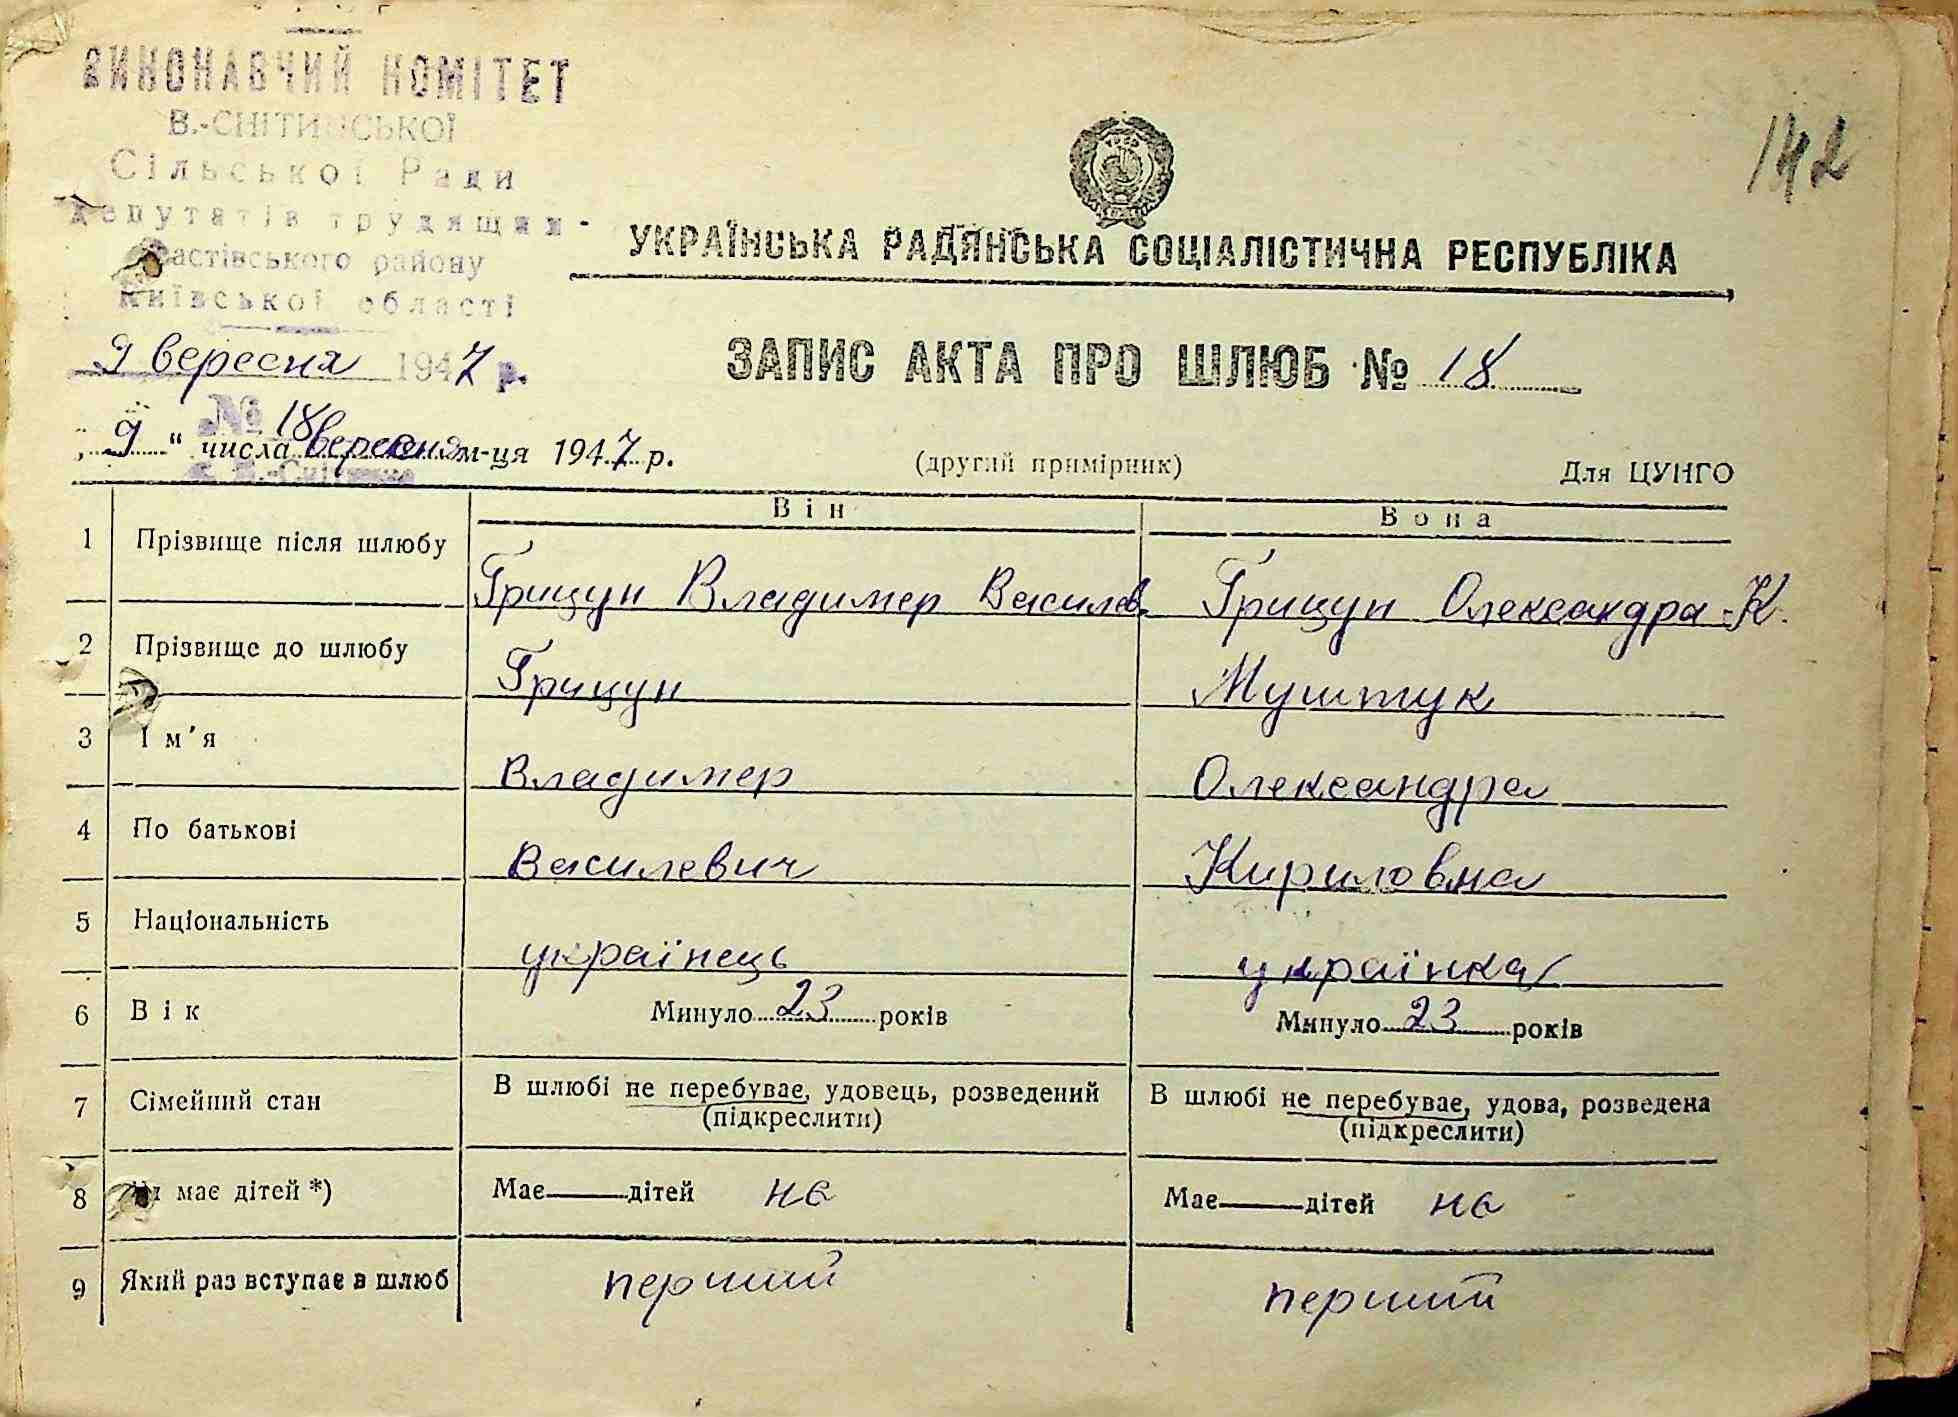 ВИКОНАВЧИЙ КОМІТЕТ
В.-СНІТИНСЬКОЇ
Сільської Ради
депутатів трудящих
Фастівського району
Київської області
9 вересня 1947 р.
№ 18
142
УКРАЇНСЬКА РАДЯНСЬКА СОЦІАЛІСТИЧНА РЕСПУБЛІКА
ЗАПИС АКТА ПРО ШЛЮБ № 18
„9“ числа вересня м-ця 1947 р.
(другий примірник)
Для ЦУНГО
Він Вона
1 Прізвище після шлюбу Грицун Владимер Василев. Грицун Олександра К.
2 Прізвище до шлюбу Грицун Муштук
3 Ім'я Владимер Олександра
4 По батькові Василевич Кириловна
5 Національність українець українка
6 Вік Минуло 23 років Минуло 23 років
7 Сімейний стан В шлюбі не перебуває, удовець, розведений В шлюбі не перебуває, удова, розведена
(підкреслити) (підкреслити)
8 має дітей *) Має дітей не Має дітей не
9 Який раз вступає в шлюб перший перший